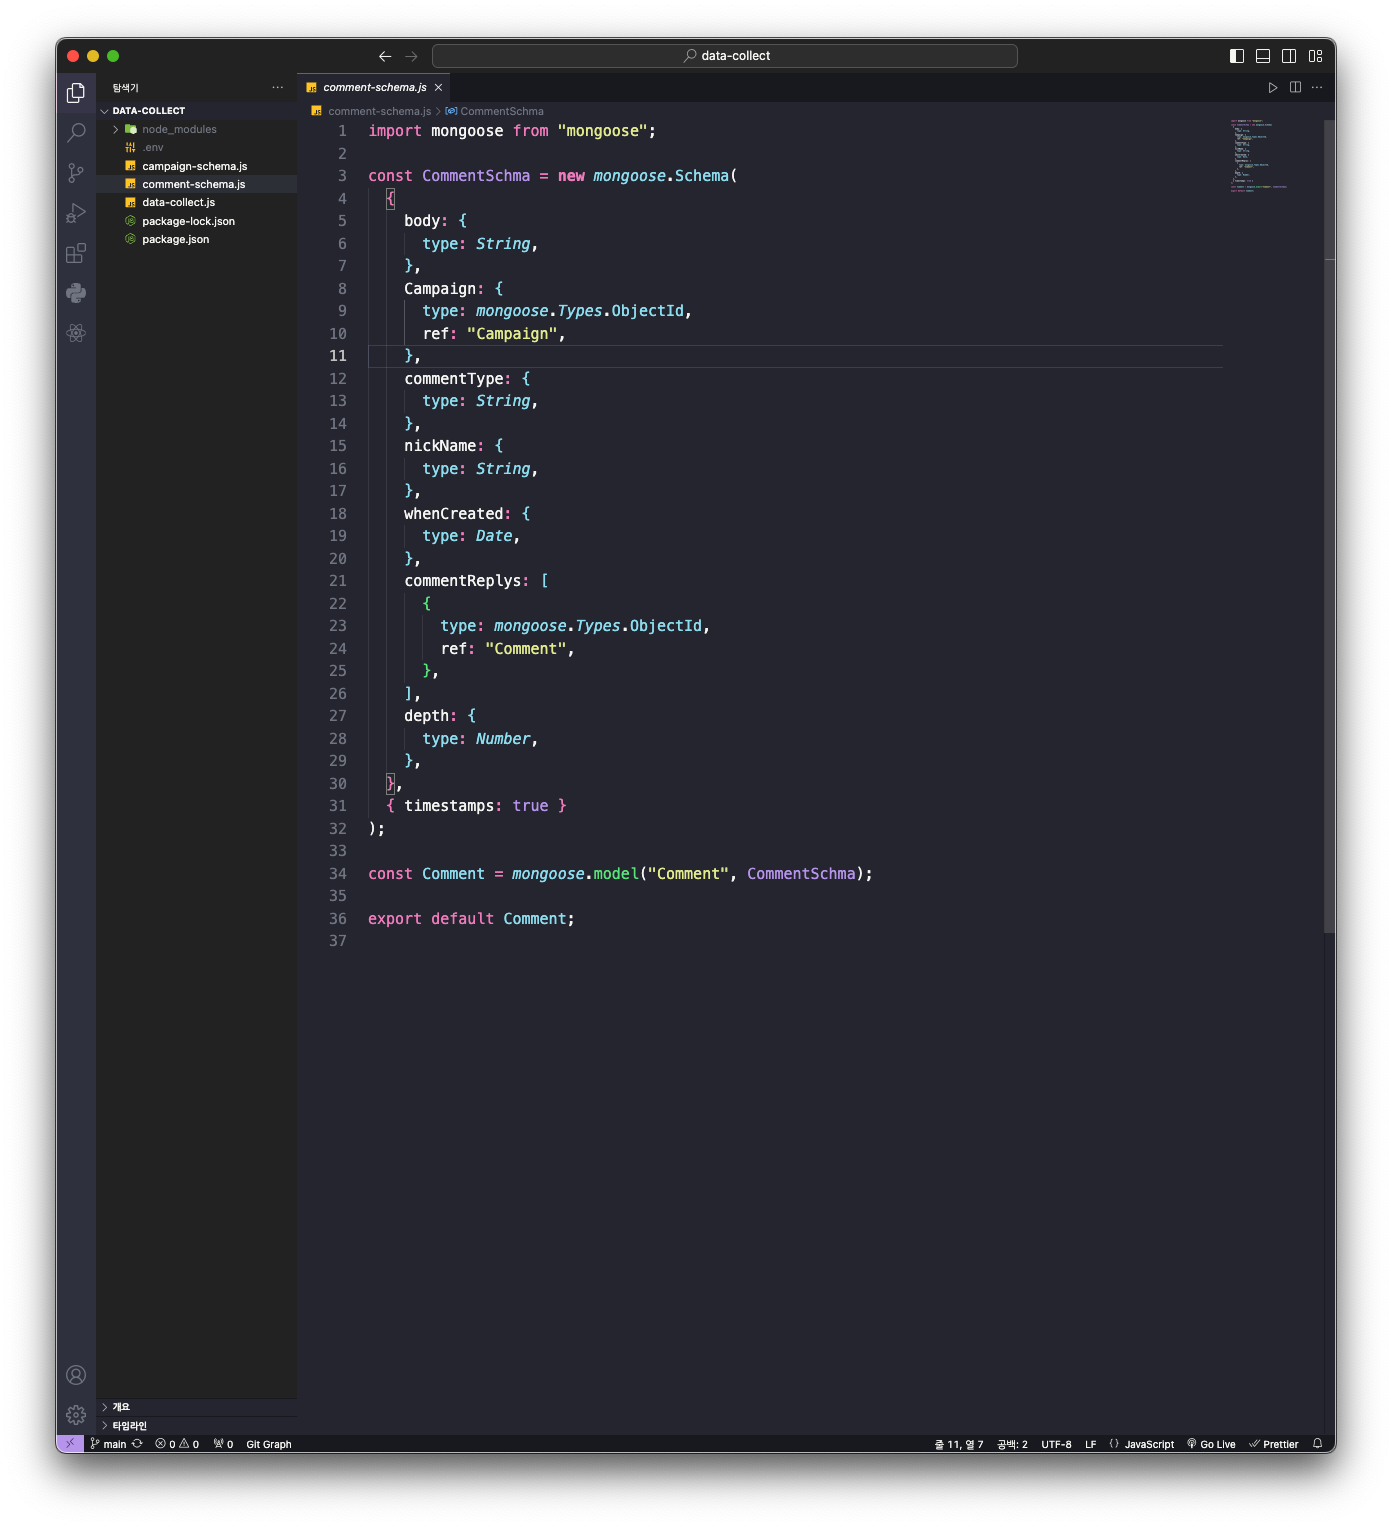 data-collect
탐색기
comment-schema.js
DATA-COLLECT
node_modules
.env
campaign-schema.js
comment-schema.js
data-collect.js
package-lock.json
package.json
comment-schema.js > CommentSchma
1 import mongoose from "mongoose";
2
3 const CommentSchma = new mongoose.Schema(
4 {
5 body: {
6 type: String,
7 },
8 Campaign: {
9 type: mongoose.Types.ObjectId,
10 ref: "Campaign",
11 },
12 commentType: {
13 type: String,
14 },
15 nickName: {
16 type: String,
17 },
18 whenCreated: {
19 type: Date,
20 },
21 commentReplys: [
22 {
23 type: mongoose.Types.ObjectId,
24 ref: "Comment",
25 },
26 ],
27 depth: {
28 type: Number,
29 },
30 },
31 { timestamps: true }
32 );
33
34 const Comment = mongoose.model("Comment", CommentSchma);
35
36 export default Comment;
37
개요
타임라인
main 0 0 0 Git Graph 줄 11, 열 7 공백: 2 UTF-8 LF {} JavaScript Go Live Prettier